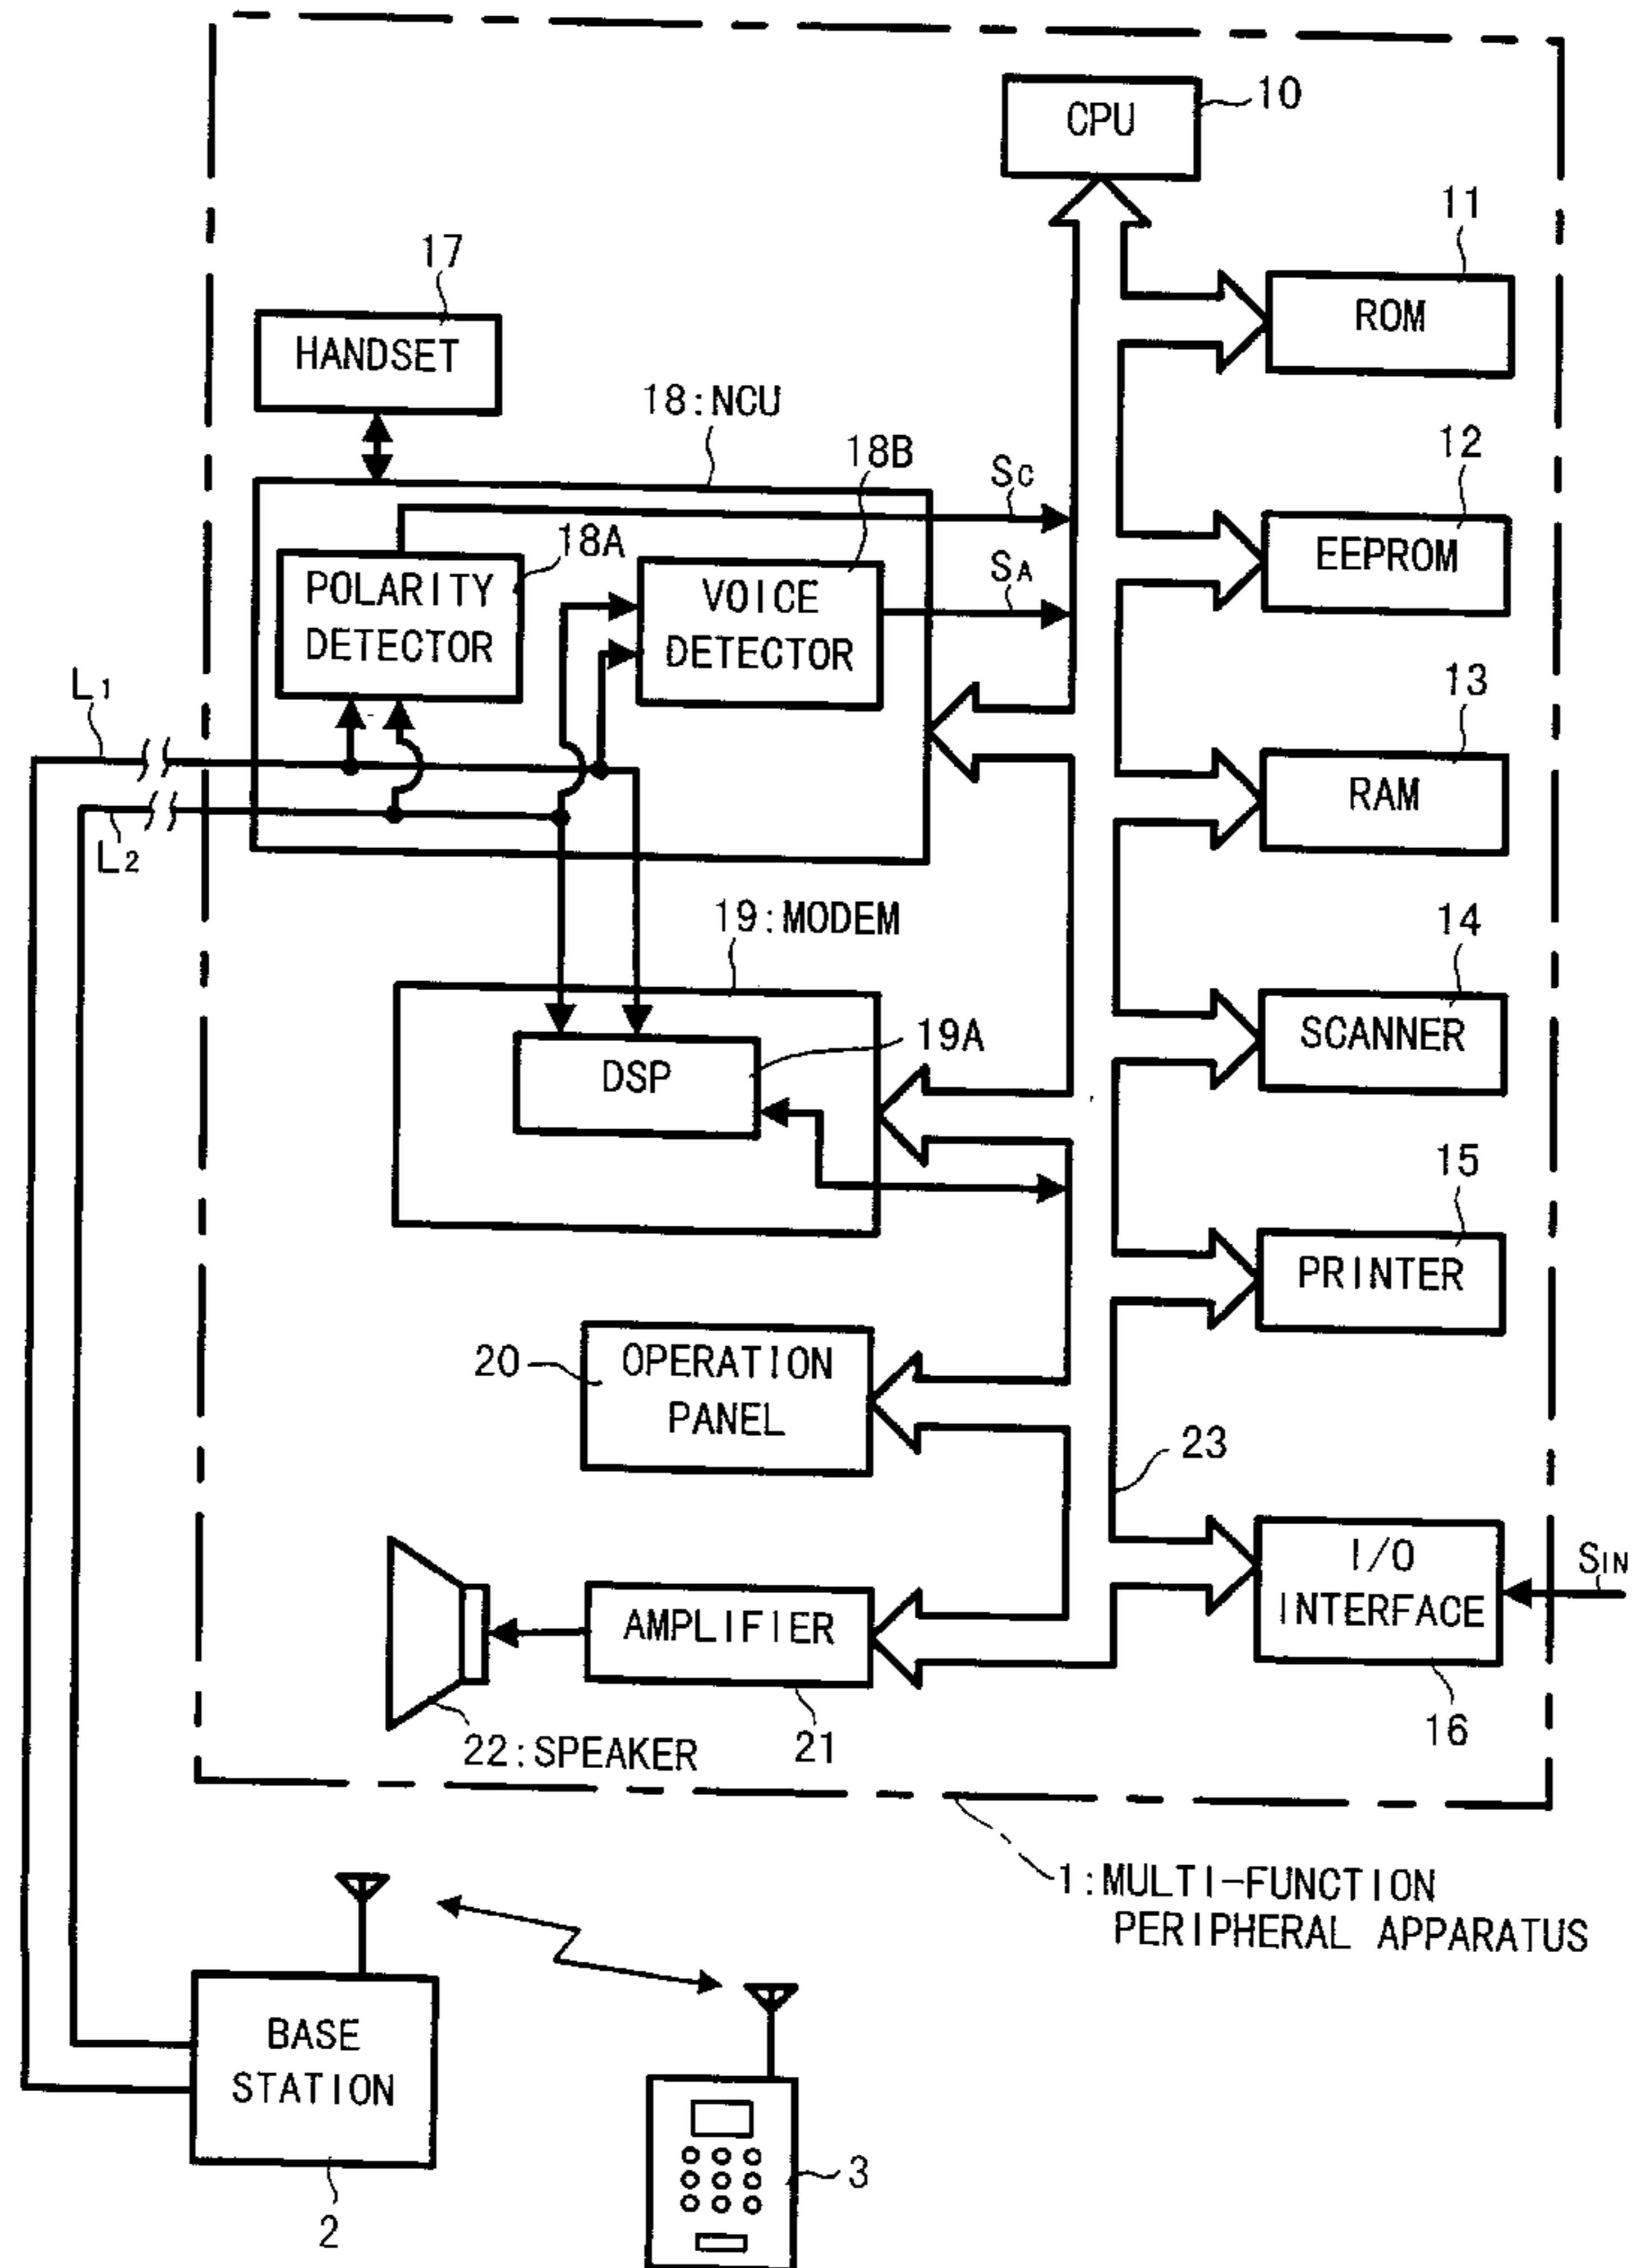 CPU
10
11
ROM
17
HANDSET
18:NCU
12
EEPROM
18B
SC
18A
POLARITY
DETECTOR
VOICE
DETECTOR
SA
L1
L2
13
RAM
19:MODEM
14
SCANNER
19A
DSP
15
PRINTER
20
OPERATION
PANEL
23
I/O
INTERFACE
SIN
16
AMPLIFIER
21
22:SPEAKER
1:MULTI-FUNCTION
PERIPHERAL APPARATUS
BASE
STATION
2
3